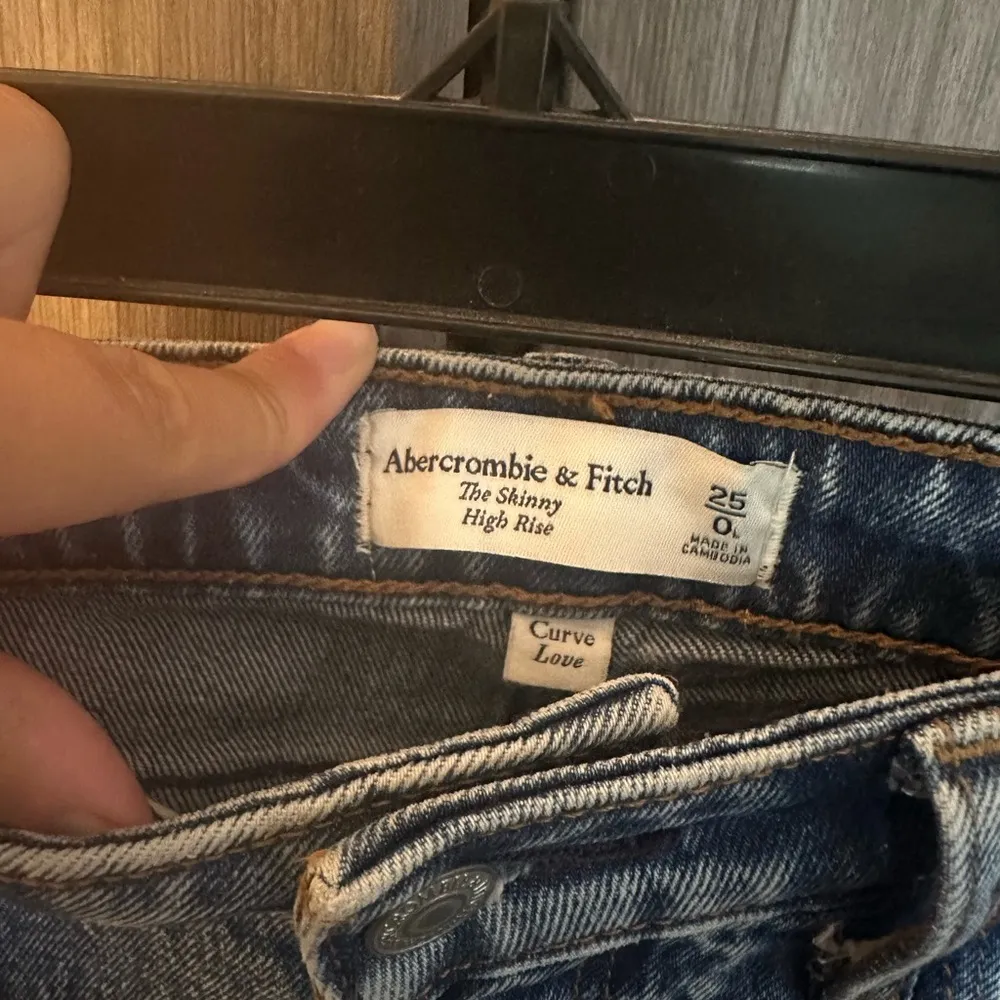 Abercrombie & Fitch
The Skinny
High Rise
25
0L
MADE IN
CAMBODIA
Curve
Love